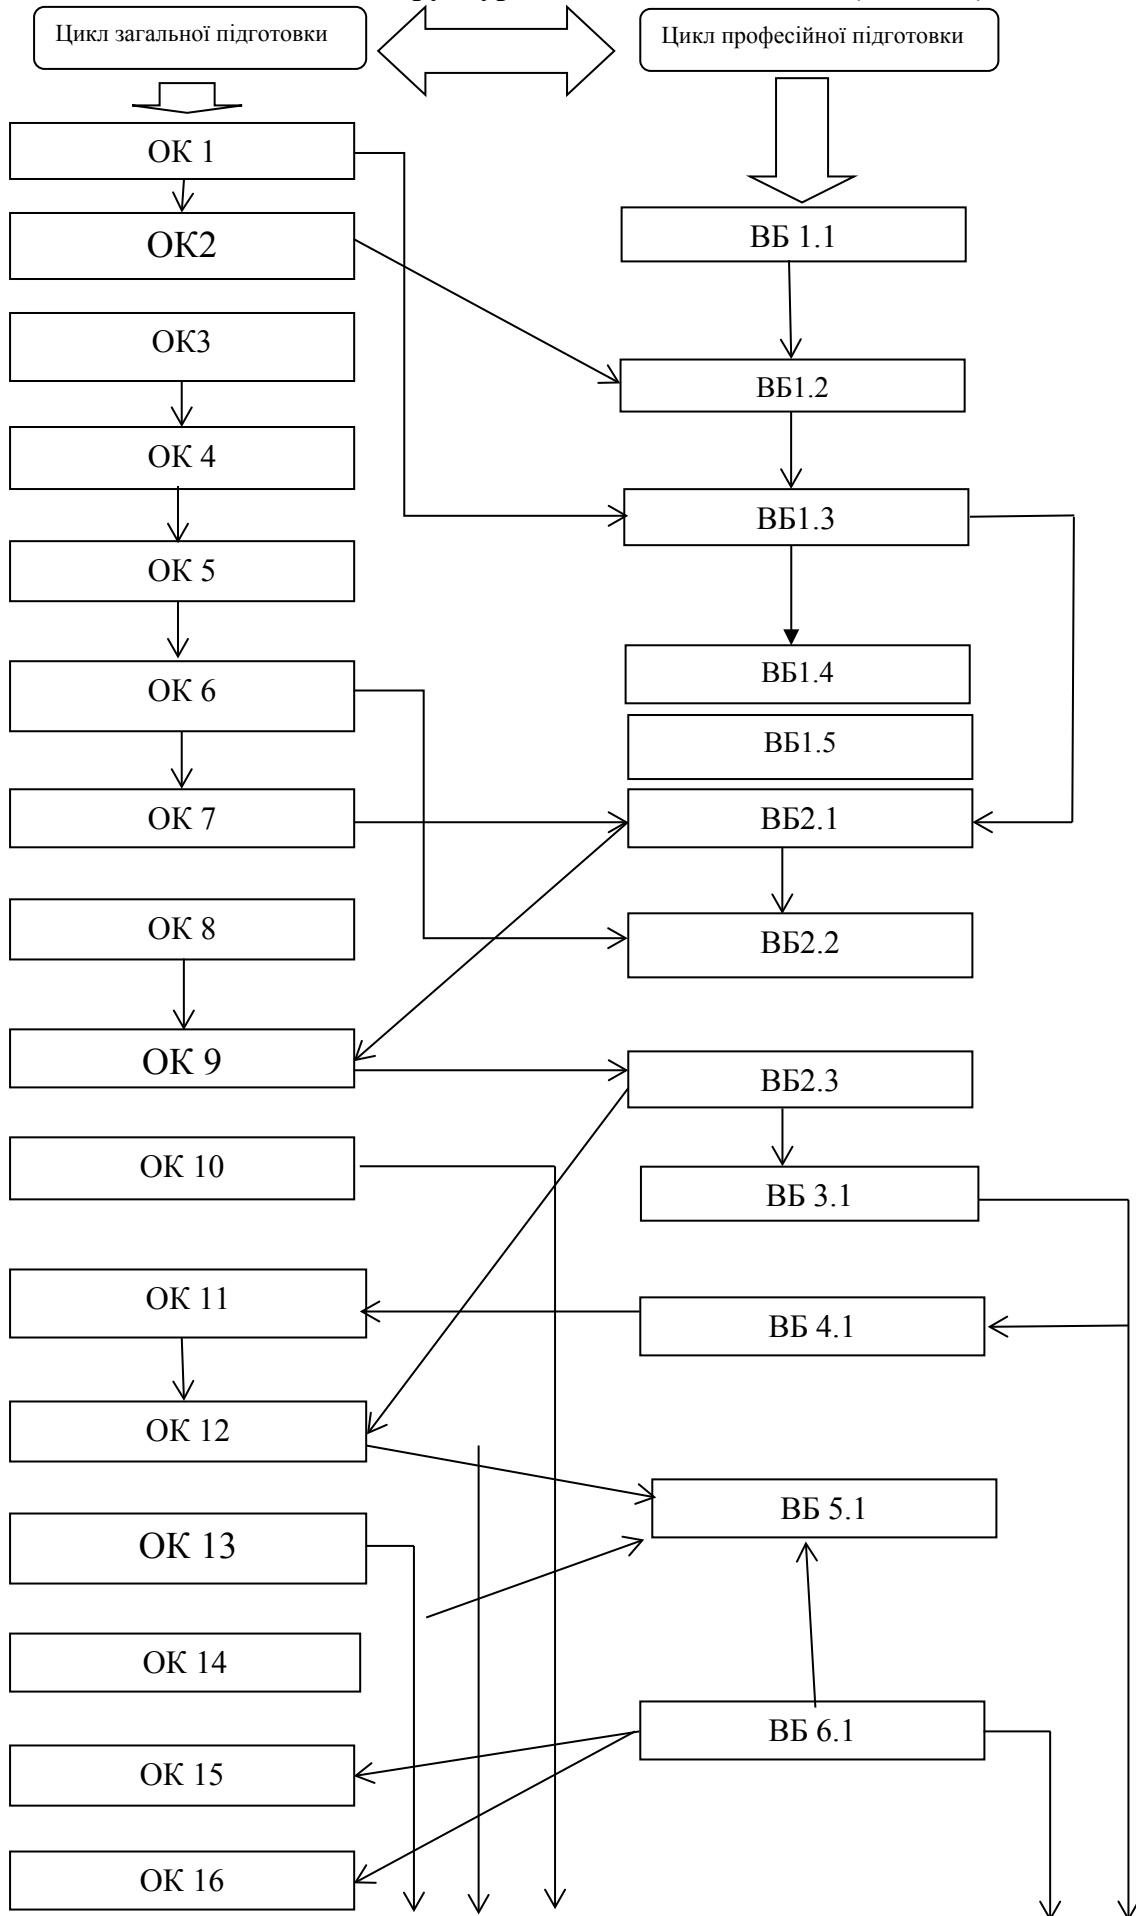 Цикл загальної підготовки
Цикл професійної підготовки
ОК 1
ОК2
ОК3
ОК 4
ОК 5
ОК 6
ОК 7
ОК 8
ОК 9
ОК 10
ОК 11
ОК 12
ОК 13
ОК 14
ОК 15
ОК 16
ВБ 1.1
ВБ1.2
ВБ1.3
ВБ1.4
ВБ1.5
ВБ2.1
ВБ2.2
ВБ2.3
ВБ 3.1
ВБ 4.1
ВБ 5.1
ВБ 6.1